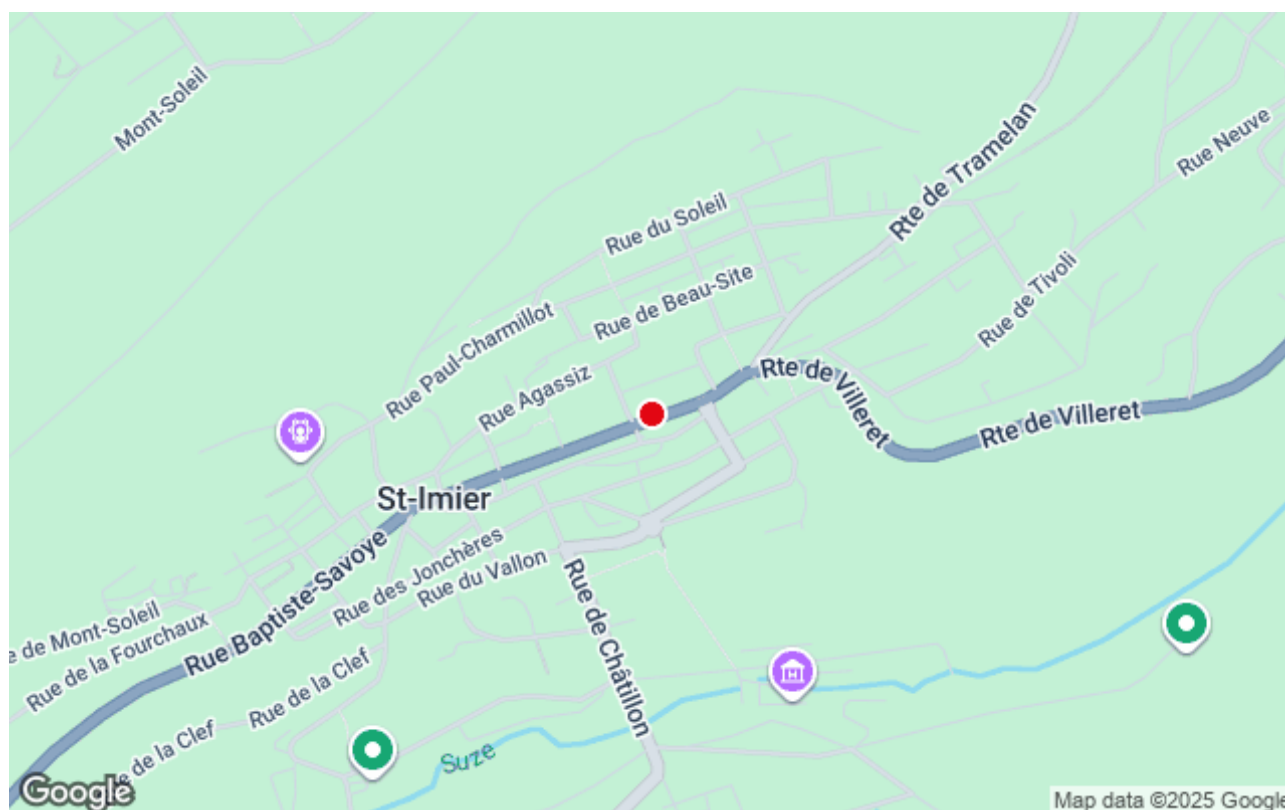 Mont-Soleil
Rte de Tramelan
Rue Neuve
Rue du Soleil
Rue de Beau-Site
Rue de Tivoli
Rue Paul-Charmillot
Rue Agassiz
Rte de Villeret
Rte de Villeret
St-Imier
Rue des Jonchères
Rue du Vallon
Rue Baptiste-Savoye
Rue de Châtillon
e de Mont-Soleil
Rue de la Fourchaux
Rue de la Clef
e de la Clef
Suze
Google
Map data ©2025 Google